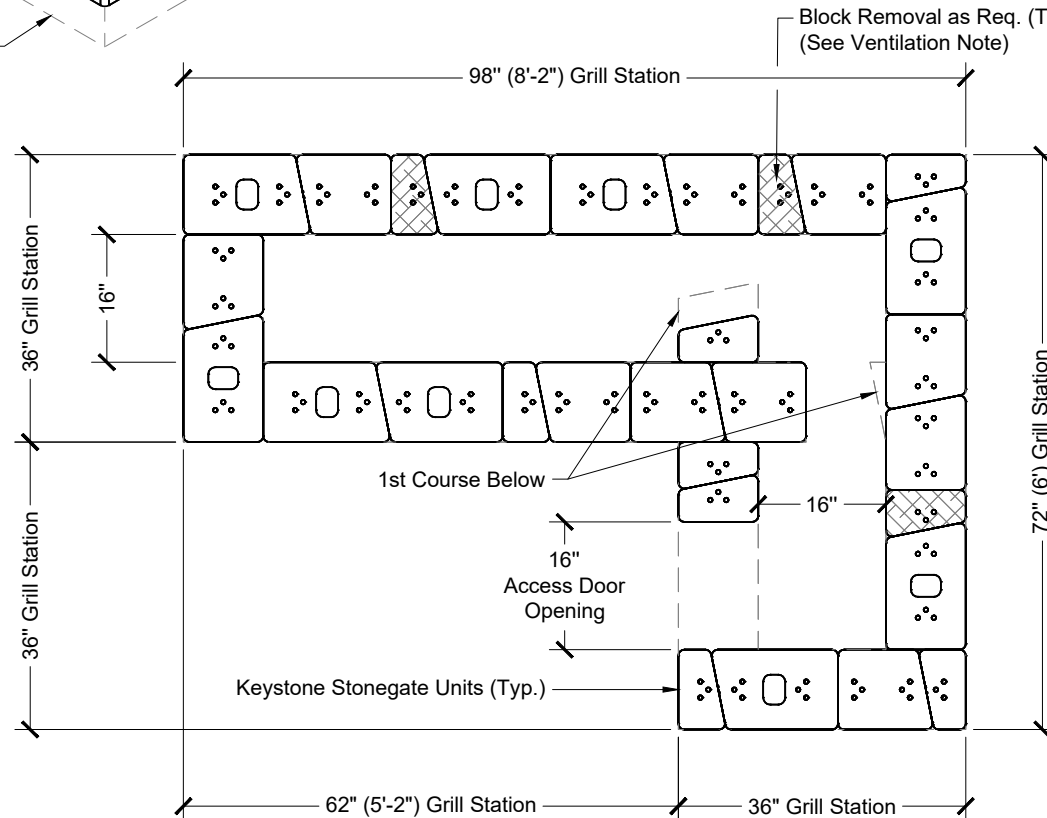 Block Removal as Req. (T
(See Ventilation Note)
98" (8'-2") Grill Station
36" Grill Station
16"
72" (6') Grill Station
1st Course Below
16"
16"
Access Door
Opening
36" Grill Station
Keystone Stonegate Units (Typ.)
62" (5'-2") Grill Station
36" Grill Station